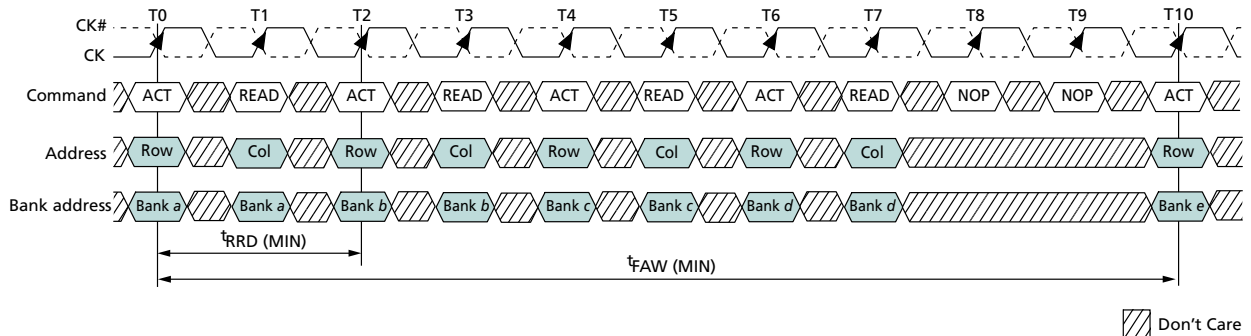 T0 T1 T2 T3 T4 T5 T6 T7 T8 T9 T10
CK#
CK
Command ACT READ ACT READ ACT READ ACT READ NOP NOP ACT
Address Row Col Row Col Row Col Row Col Row
Bank address Bank a Bank a Bank b Bank b Bank c Bank c Bank d Bank d Bank e
tRRD (MIN)
tFAW (MIN)
Don't Care